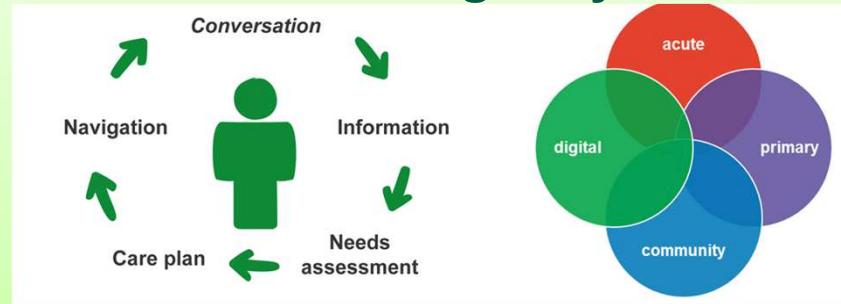 Conversation
Information
Needs
assessment
Care plan
Navigation
acute
digital
primary
community